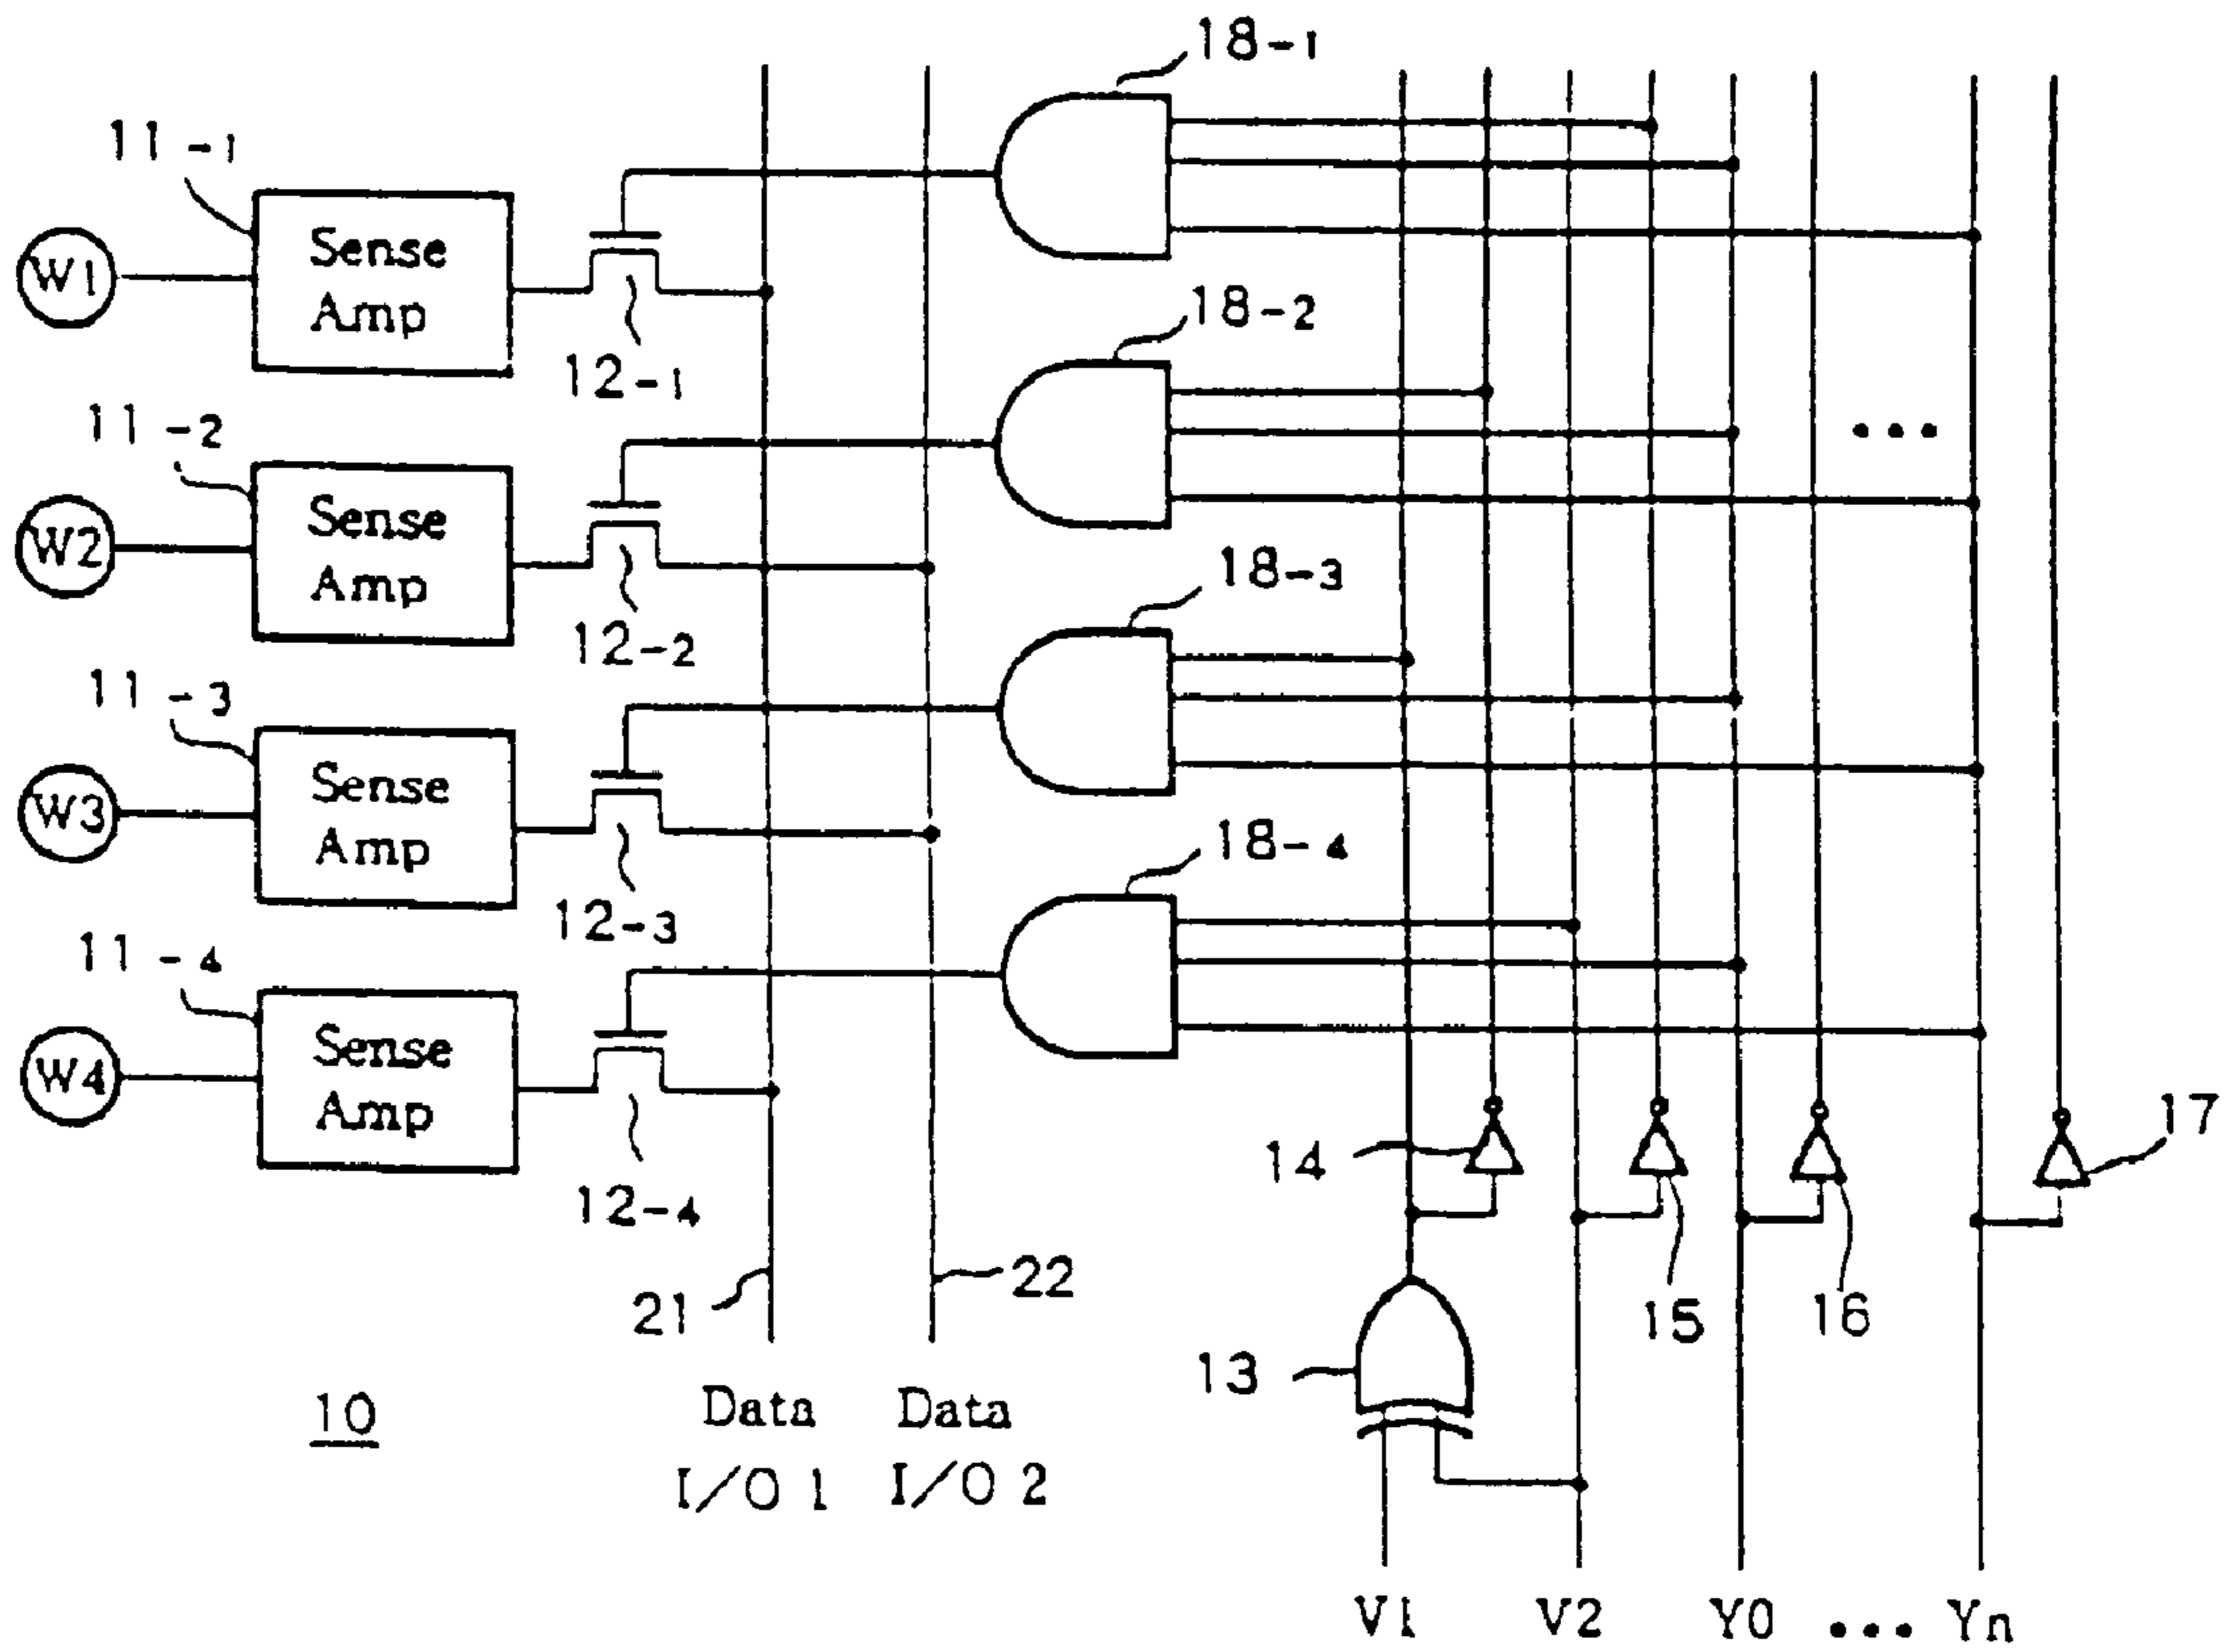 18-1
11-1
W1
Sense
Amp
12-1
18-2
11-2
W2
Sense
Amp
12-2
18-3
11-3
W3
Sense
Amp
12-3
18-4
11-4
W4
Sense
Amp
12-4
14
17
21
22
15
16
13
10
Data
I/O 1
Data
I/O 2
V1
V2
Y0
...
Yn